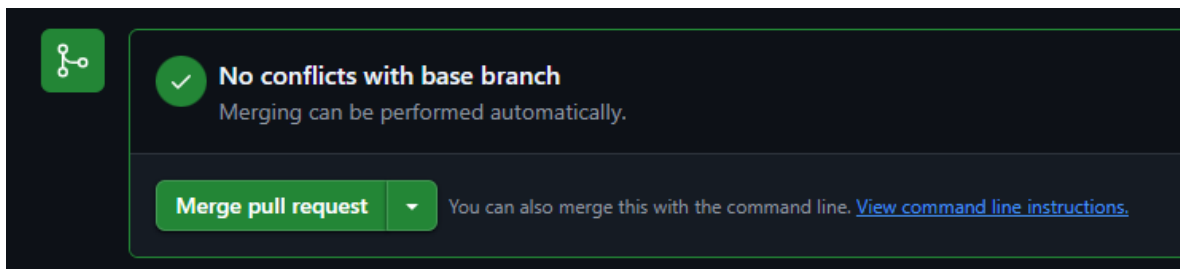 No conflicts with base branch
Merging can be performed automatically.
Merge pull request You can also merge this with the command line. View command line instructions.